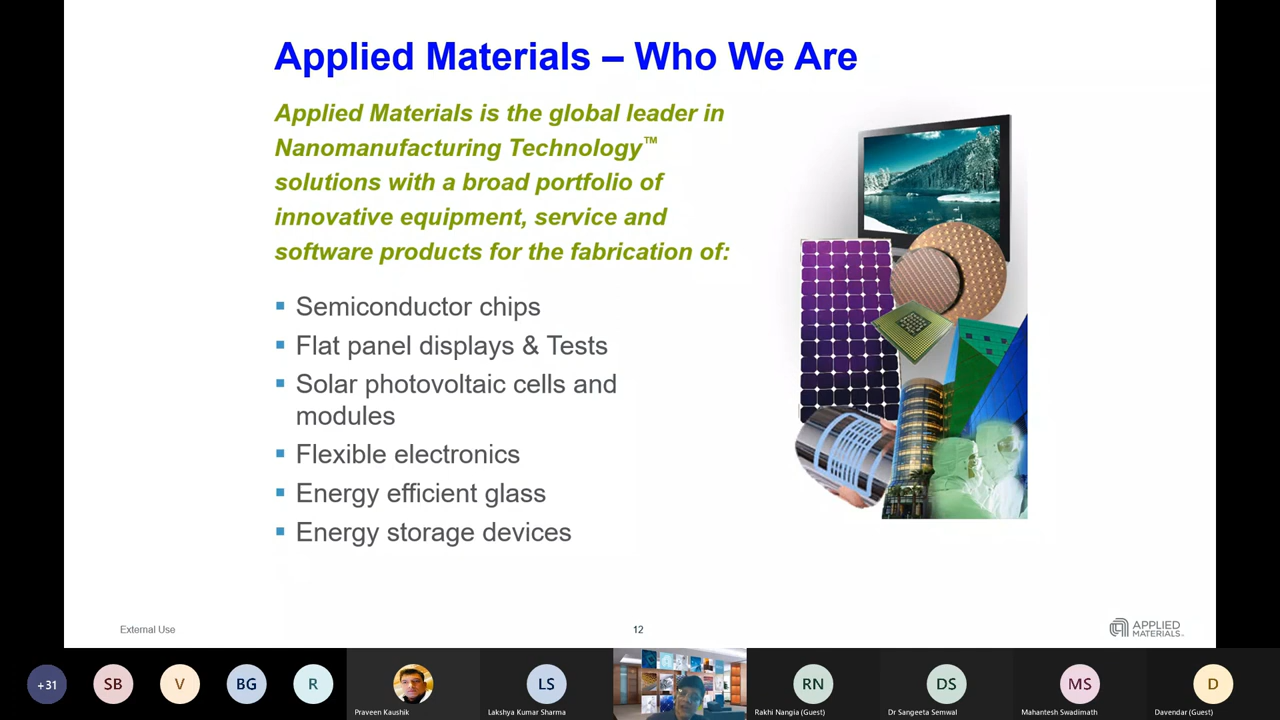 Applied Materials – Who We Are
Applied Materials is the global leader in
Nanomanufacturing Technology™
solutions with a broad portfolio of
innovative equipment, service and
software products for the fabrication of:
▪ Semiconductor chips
▪ Flat panel displays & Tests
▪ Solar photovoltaic cells and
modules
▪ Flexible electronics
▪ Energy efficient glass
▪ Energy storage devices
External Use
12
APPLIED
MATERIALS
+31
SB
V
BG
R
Praveen Kaushik
LS
Lakshya Kumar Sharma
RN
Rakhi Nangia (Guest)
DS
Dr Sangeeta Semwal
MS
Mahantesh Swadimath
D
Davendar (Guest)